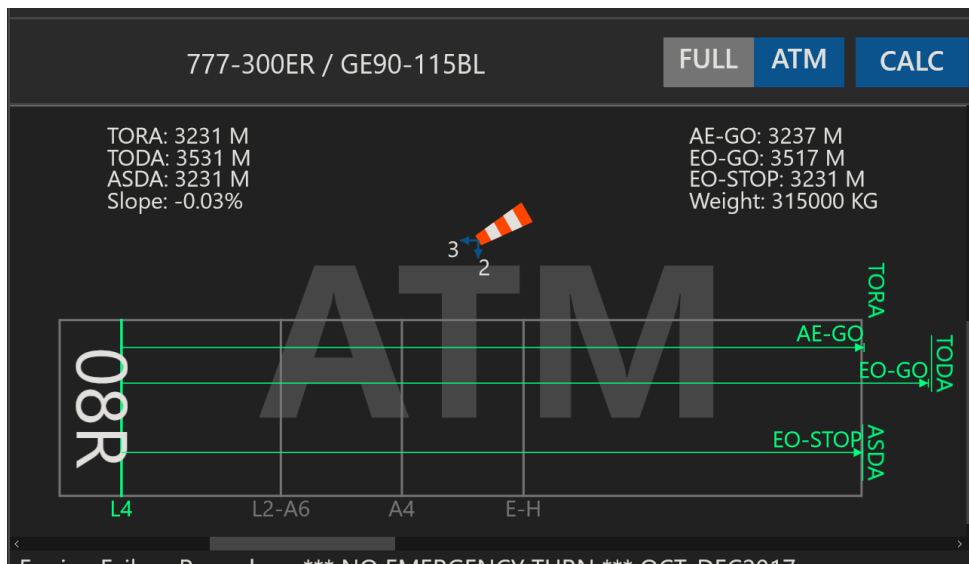 777-300ER / GE90-115BL
FULL ATM CALC
TORA: 3231 M
TODA: 3531 M
ASDA: 3231 M
Slope: -0.03%
AE-GO: 3237 M
EO-GO: 3517 M
EO-STOP: 3231 M
Weight: 315000 KG
3
2
ATM
TORA
AE-GO
TODA
EO-GO
08R
EO-STOP
ASDA
L4 L2-A6 A4 E-H
*** NO EMERGENCY TURN *** OCT-DEC2017